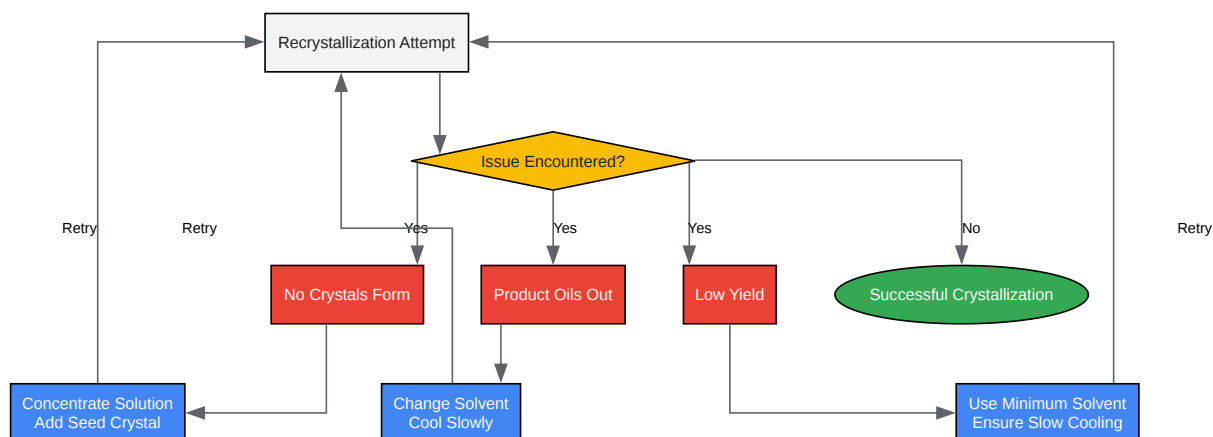 Recrystallization Attempt
Issue Encountered?
Retry
Retry
Yes
Yes
Yes
No
Retry
No Crystals Form
Product Oils Out
Low Yield
Successful Crystallization
Concentrate Solution
Add Seed Crystal
Change Solvent
Cool Slowly
Use Minimum Solvent
Ensure Slow Cooling